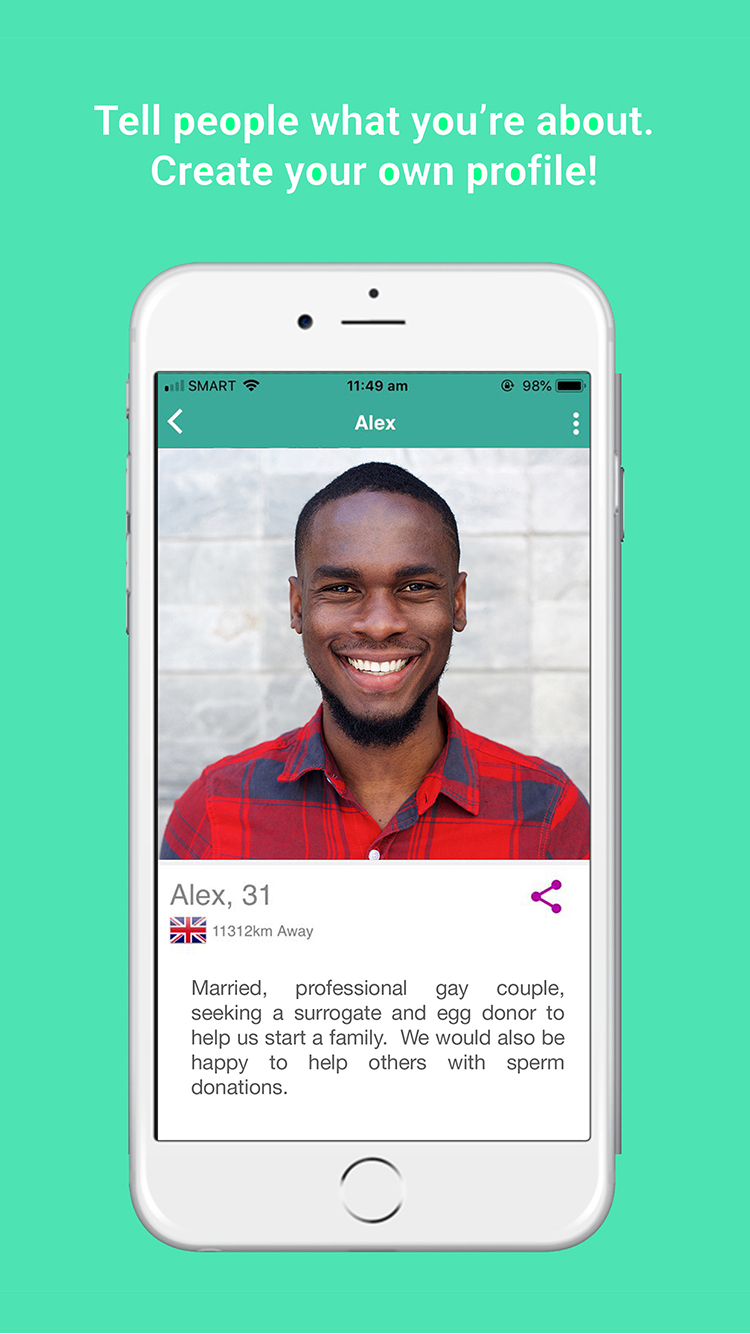 Tell people what you're about.
Create your own profile!
SMART 11:49 am 98%
Alex
Alex, 31
11312km Away
Married, professional gay couple,
seeking a surrogate and egg donor to
help us start a family. We would also be
happy to help others with sperm
donations.